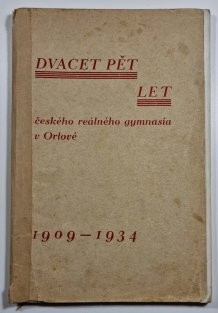 DVACET PĚT
LET
českého reálného gymnasia
v Orlové
1909—1934